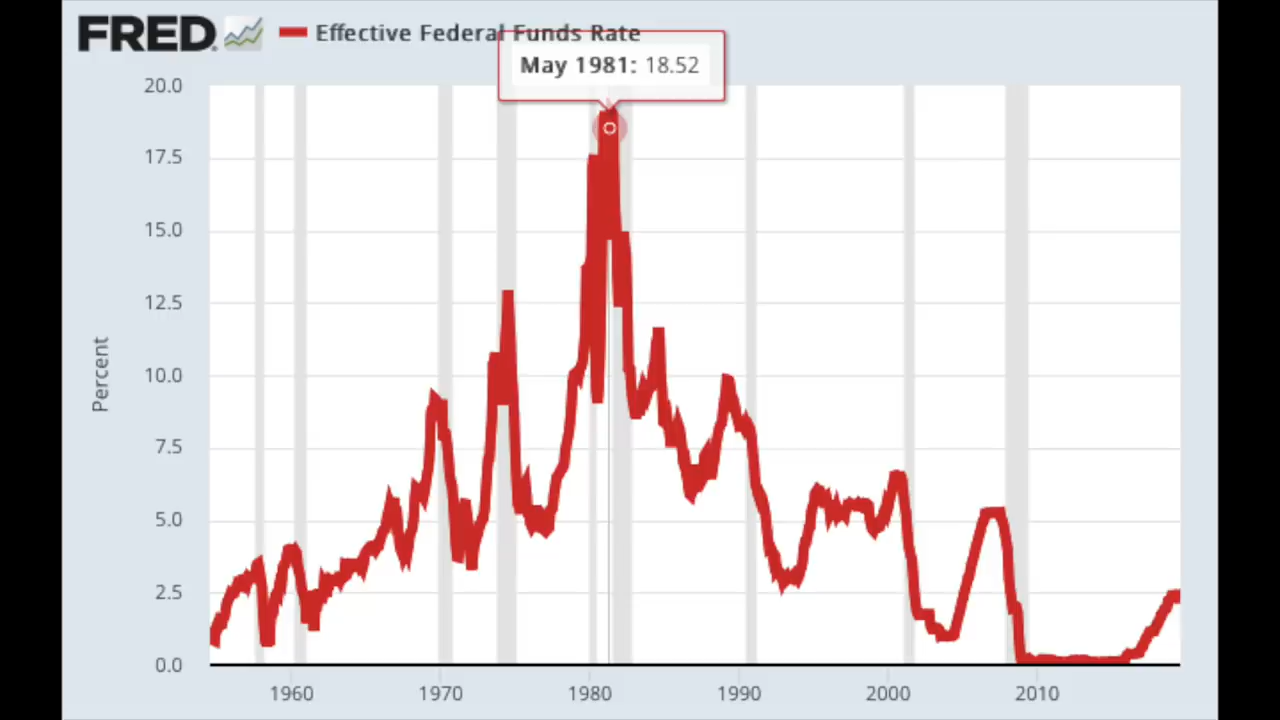 FRED. Effective Federal Funds Rate
May 1981: 18.52
20.0
17.5
15.0
12.5
10.0
7.5
5.0
2.5
0.0
Percent
1960 1970 1980 1990 2000 2010